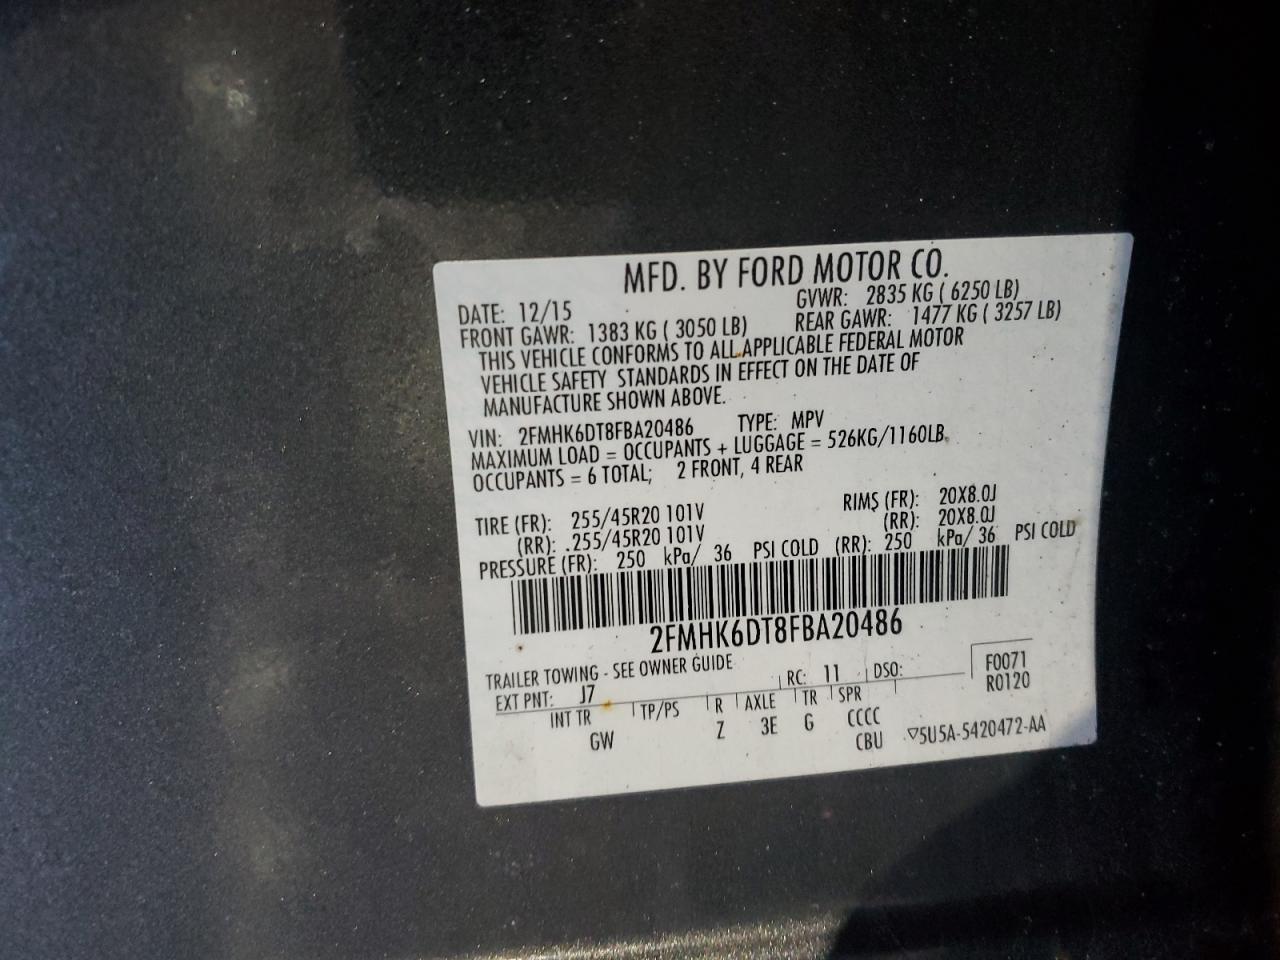 MFD. BY FORD MOTOR CO.
DATE: 12/15 GVWR: 2835 KG ( 6250 LB)
FRONT GAWR: 1383 KG ( 3050 LB) REAR GAWR: 1477 KG ( 3257 LB)
THIS VEHICLE CONFORMS TO ALL APPLICABLE FEDERAL MOTOR
VEHICLE SAFETY STANDARDS IN EFFECT ON THE DATE OF
MANUFACTURE SHOWN ABOVE.
VIN: 2FMHK6DT8FBA20486 TYPE: MPV
MAXIMUM LOAD = OCCUPANTS + LUGGAGE = 526KG/1160LB,
OCCUPANTS = 6 TOTAL; 2 FRONT, 4 REAR
TIRE (FR): 255/45R20 101V RIMS (FR): 20X8.0J
(RR): 255/45R20 101V (RR): 20X8.0J
PRESSURE (FR): 250 kPa/ 36 PSI COLD (RR): 250 kPa/ 36 PSI COLD
2FMHK6DT8FBA20486
TRAILER TOWING - SEE OWNER GUIDE
EXT PNT: J7 RC: 11 DSO: F0071
R0120
INT TR TP/PS R AXLE TR SPR
GW Z 3E G CCCC
CBU ▽5U5A-5420472-AA